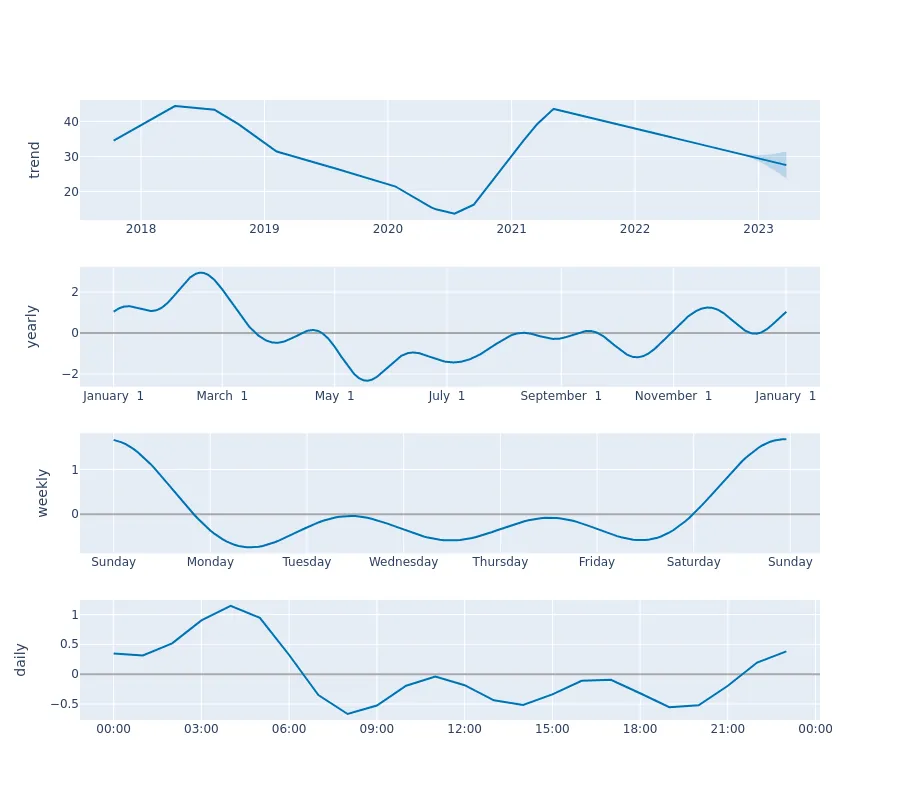 trend
40
30
20
2018 2019 2020 2021 2022 2023
yearly
2
0
−2
January 1 March 1 May 1 July 1 September 1 November 1 January 1
weekly
1
0
Sunday Monday Tuesday Wednesday Thursday Friday Saturday Sunday
daily
1
0.5
0
−0.5
00:00 03:00 06:00 09:00 12:00 15:00 18:00 21:00 00:00